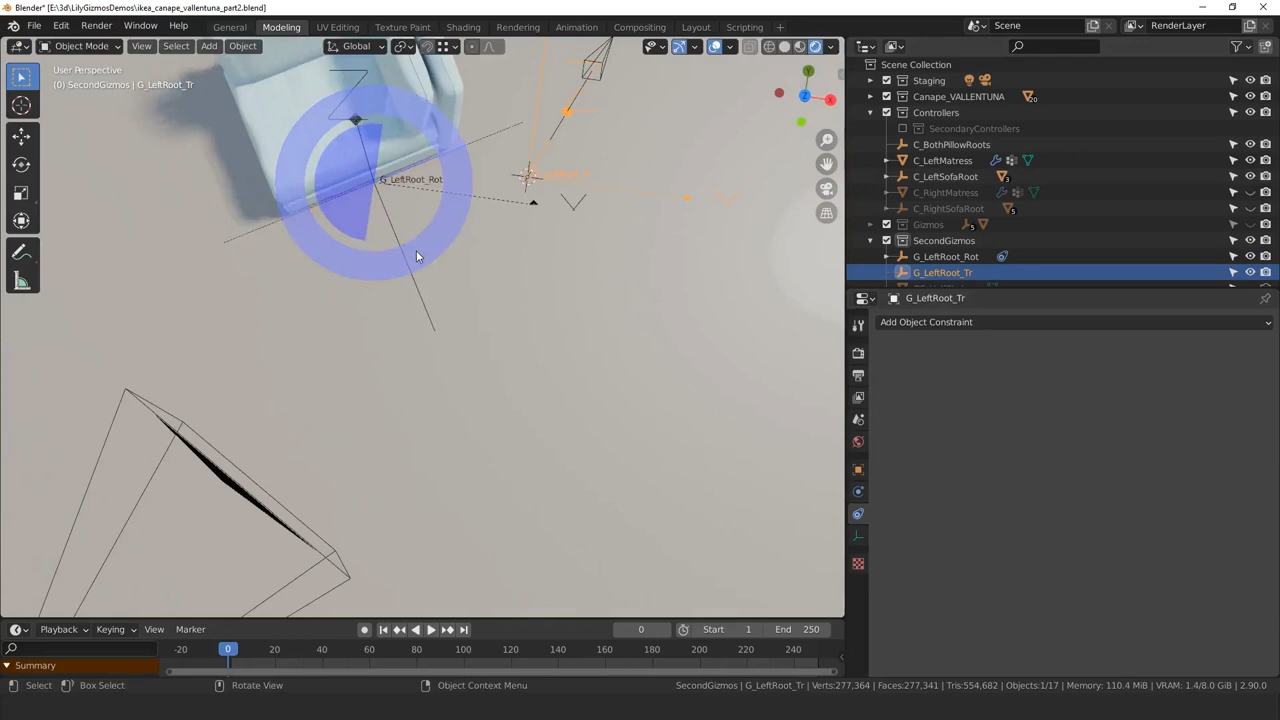 Blender* [E:\3d\LilyGizmosDemos\ikea_canape_vallentuna_part2.blend]
File Edit Render Window Help General Modeling UV Editing Texture Paint Shading Rendering Animation Compositing Layout Scripting + Scene RenderLayer
Object Mode View Select Add Object Global
User Perspective
(0) SecondGizmos | G_LeftRoot_Tr
G_LeftRoot_Rot
Y
X
Z
Scene Collection
Staging
Canape_VALLENTUNA 20
Controllers
SecondaryControllers
C_BothPillowRoots
C_LeftMatress
C_LeftSofaRoot 3
C_RightMatress
C_RightSofaRoot 5
Gizmos 5
SecondGizmos
G_LeftRoot_Rot
G_LeftRoot_Tr
G_LeftRoot_Tr
Add Object Constraint
Playback Keying View Marker 0 Start 1 End 250
0 -20 20 40 60 80 100 120 140 160 180 200 220 240
Summary
Select Box Select Rotate View Object Context Menu SecondGizmos | G_LeftRoot_Tr | Verts:277,364 | Faces:277,341 | Tris:554,682 | Objects:1/17 | Memory: 110.4 MiB | VRAM: 1.4/8.0 GiB | 2.90.0